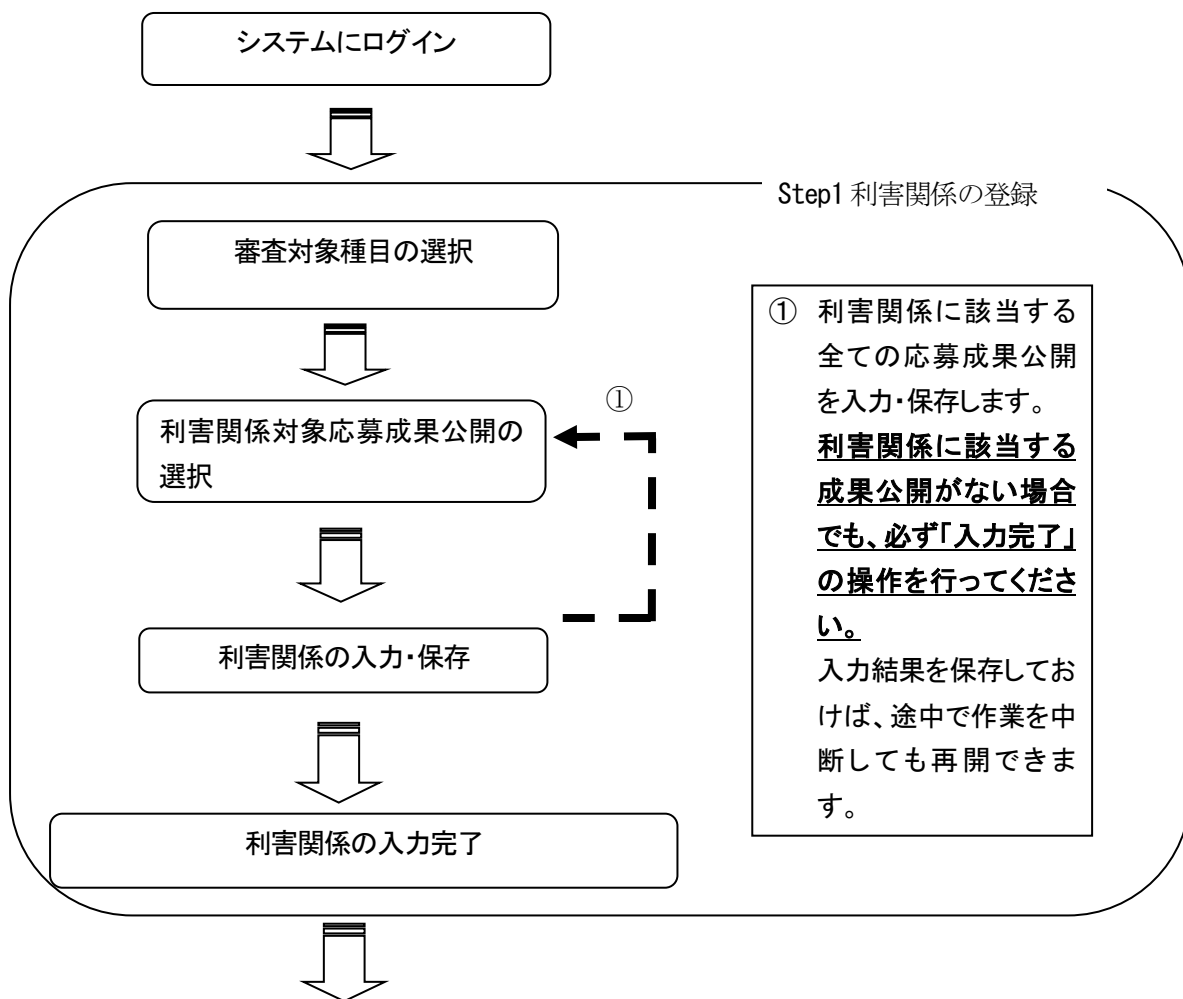 システムにログイン
Step1 利害関係の登録
審査対象種目の選択
利害関係対象応募成果公開の
選択
①
利害関係の入力・保存
利害関係の入力完了
① 利害関係に該当する
全ての応募成果公開
を入力・保存します。
利害関係に該当する
成果公開がない場合
でも、必ず「入力完了」
の操作を行ってくださ
い。
入力結果を保存してお
けば、途中で作業を中
断しても再開できま
す。